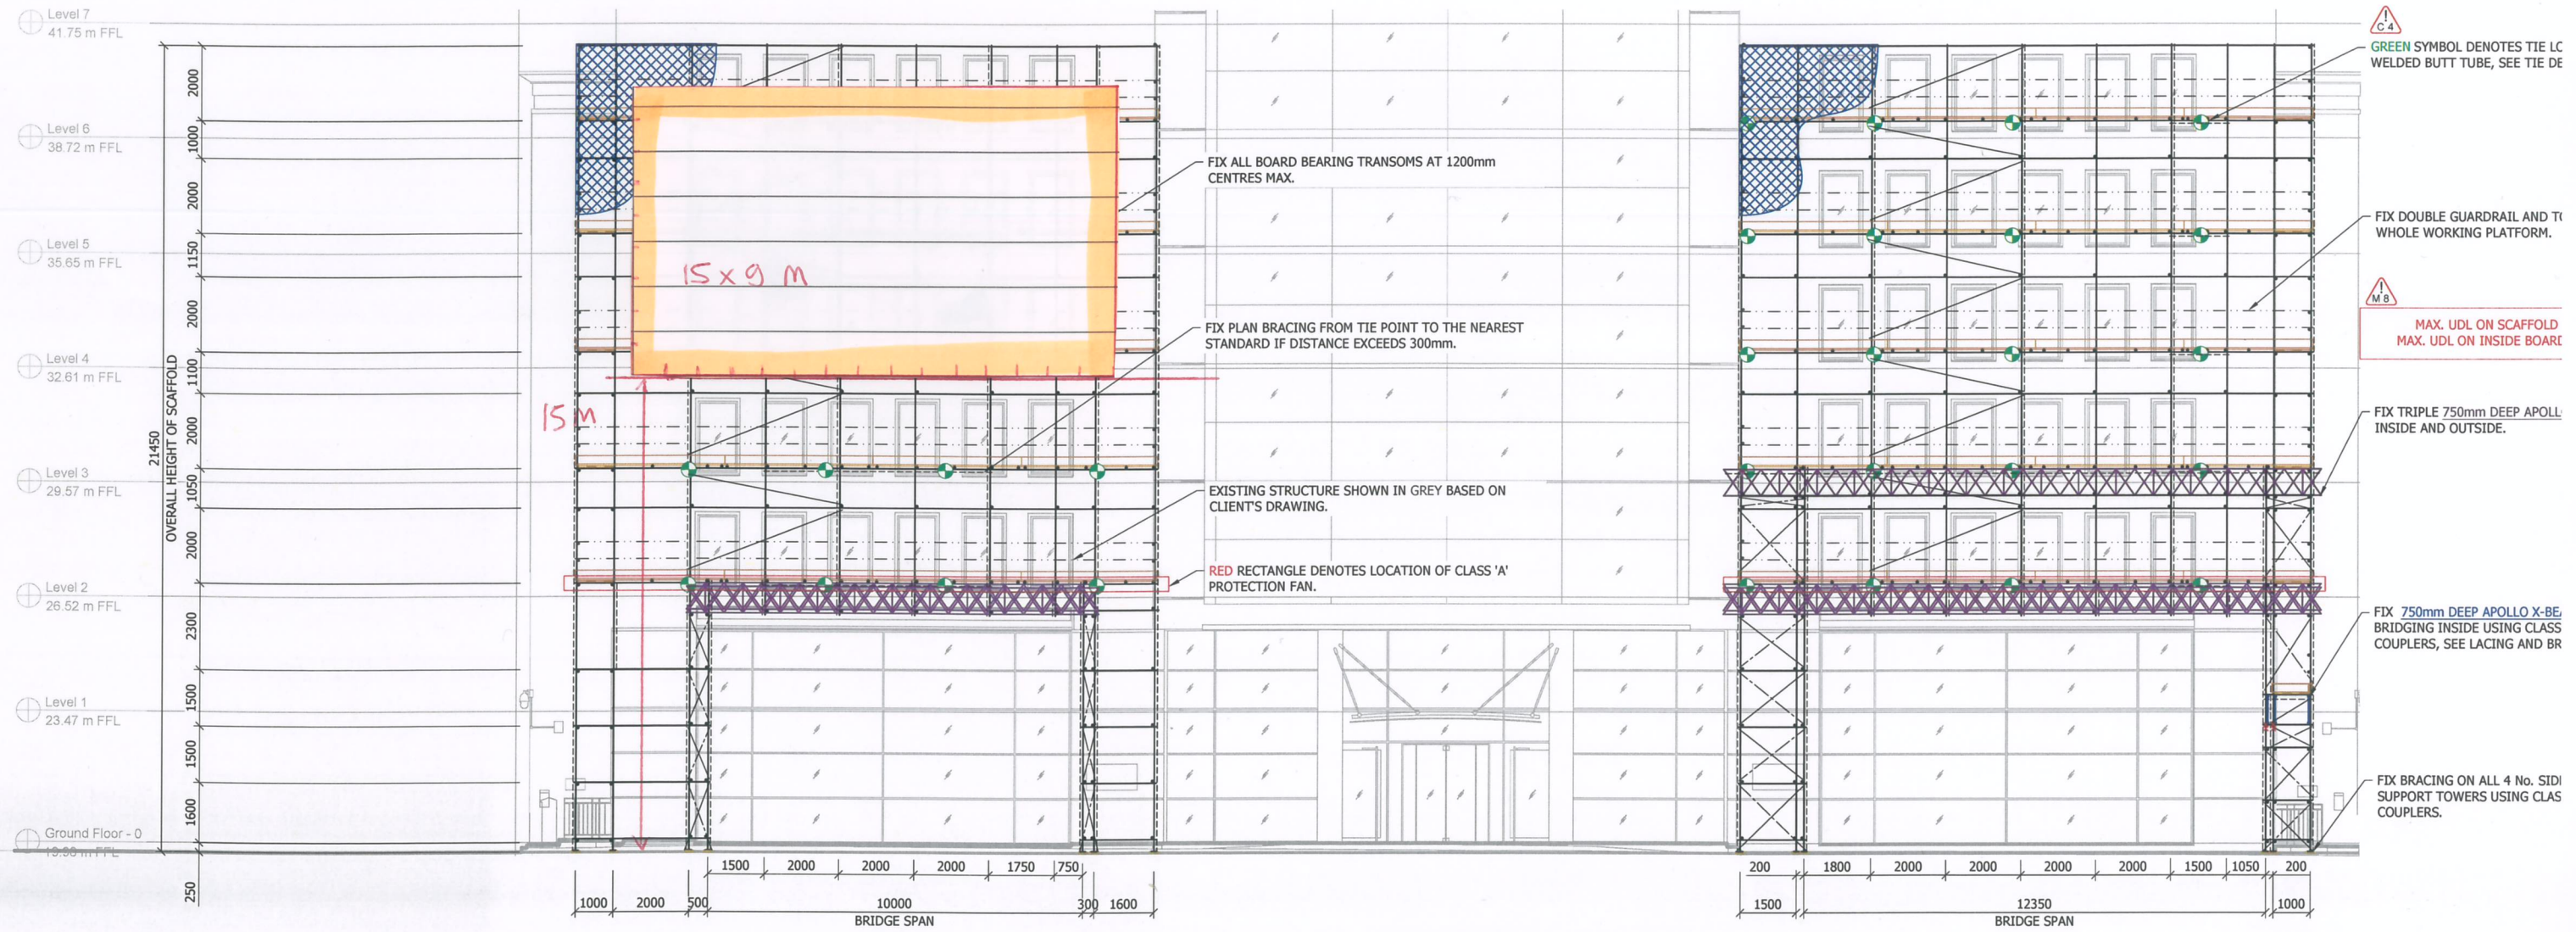 Level 7
41.75 m FFL
Level 6
38.72 m FFL
Level 5
35.65 m FFL
Level 4
32.61 m FFL
Level 3
29.57 m FFL
Level 2
26.52 m FFL
Level 1
23.47 m FFL
Ground Floor - 0
21450
OVERALL HEIGHT OF SCAFFOLD
2000
1000
2000
1150
2000
1100
2000
1050
2000
2300
1500
1500
1600
250
15 x 9 M
15 M
FIX ALL BOARD BEARING TRANSOMS AT 1200mm
CENTRES MAX.
FIX PLAN BRACING FROM TIE POINT TO THE NEAREST
STANDARD IF DISTANCE EXCEEDS 300mm.
EXISTING STRUCTURE SHOWN IN GREY BASED ON
CLIENT'S DRAWING.
RED RECTANGLE DENOTES LOCATION OF CLASS 'A'
PROTECTION FAN.
1500 2000 2000 2000 1750 750
1000 2000 500 10000 300 1600
BRIDGE SPAN
200 1800 2000 2000 2000 2000 1500 1050 200
1500 12350 1000
BRIDGE SPAN
!
C 4
GREEN SYMBOL DENOTES TIE
WELDED BUTT TUBE, SEE TIE
FIX DOUBLE GUARDRAIL AND
WHOLE WORKING PLATFORM.
!
M 8
MAX. UDL ON SCAFFOLD
MAX. UDL ON INSIDE
FIX TRIPLE 750mm DEEP
INSIDE AND OUTSIDE.
FIX 750mm DEEP APOLLO
BRIDGING INSIDE USING CLASS
COUPLERS, SEE LACING AND
FIX BRACING ON ALL 4 No.
SUPPORT TOWERS USING
COUPLERS.